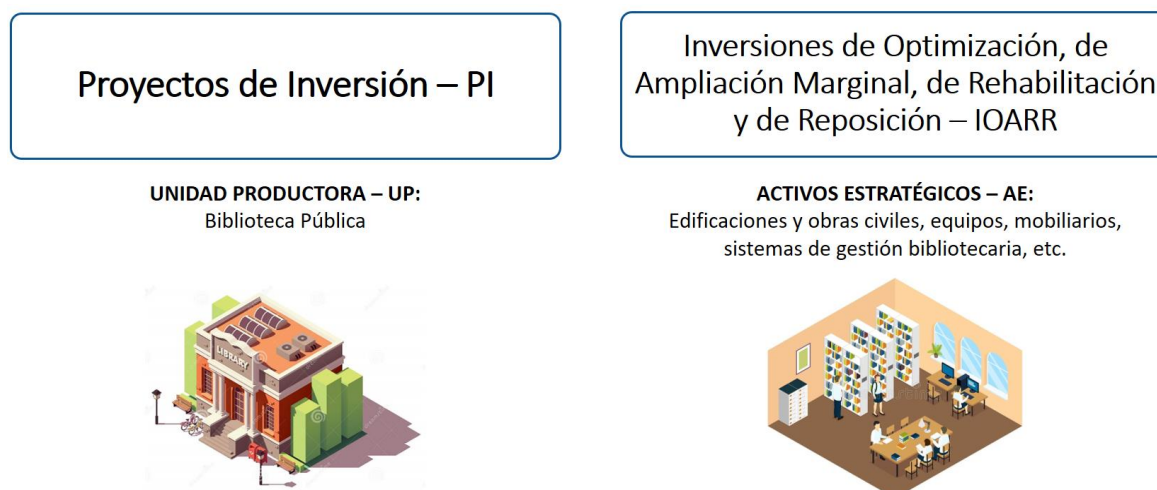 Proyectos de Inversión – PI
UNIDAD PRODUCTORA – UP:
Biblioteca Pública
LIBRARY
Inversiones de Optimización, de
Ampliación Marginal, de Rehabilitación
y de Reposición – IOARR
ACTIVOS ESTRATÉGICOS – AE:
Edificaciones y obras civiles, equipos, mobiliarios,
sistemas de gestión bibliotecaria, etc.